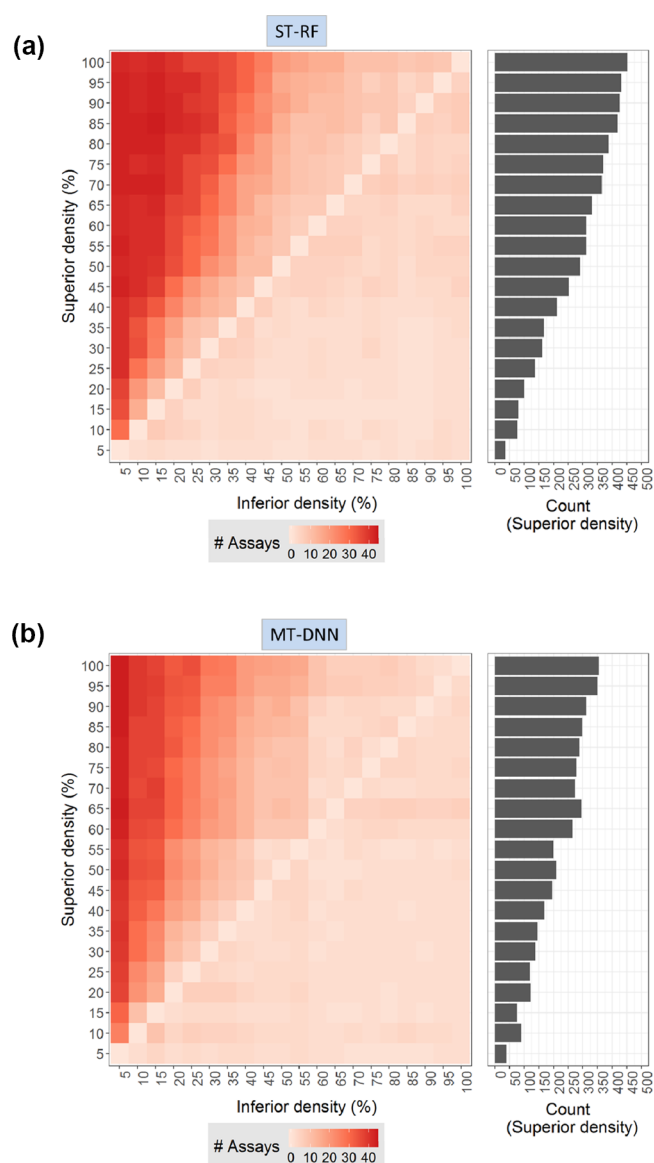 (a)
ST-RF
100
95
90
85
80
75
70
65
60
55
50
45
40
35
30
25
20
15
10
5
Superior density (%)
5 10 15 20 25 30 35 40 45 50 55 60 65 70 75 80 85 90 95 100
Inferior density (%)
# Assays
0 10 20 30 40
0 50 100 150 200 250 300 350 400 450 500
Count
(Superior density)
(b)
MT-DNN
100
95
90
85
80
75
70
65
60
55
50
45
40
35
30
25
20
15
10
5
Superior density (%)
5 10 15 20 25 30 35 40 45 50 55 60 65 70 75 80 85 90 95 100
Inferior density (%)
# Assays
0 10 20 30 40
0 50 100 150 200 250 300 350 400 450 500
Count
(Superior density)